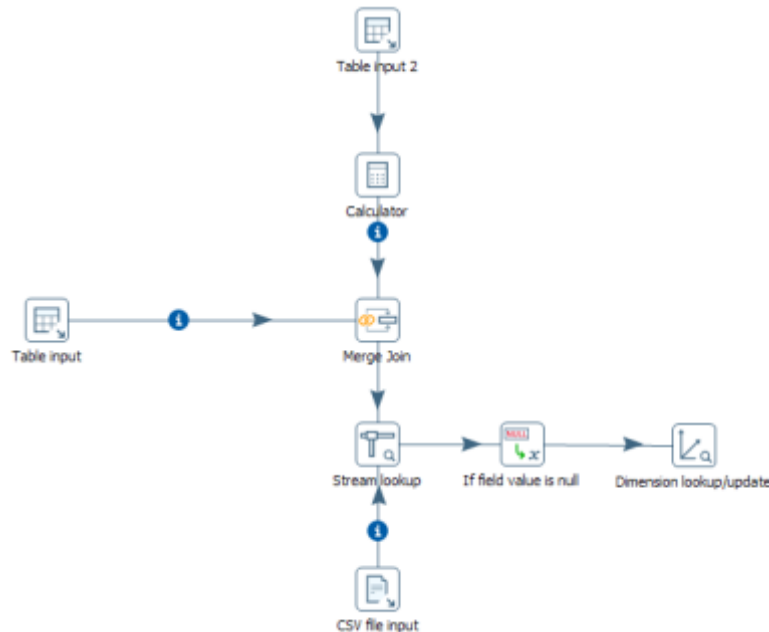 Table input 2
Calculator
Table input
Merge Join
Stream lookup
NULL
x
If field value is null
Dimension lookup/update
CSV file input